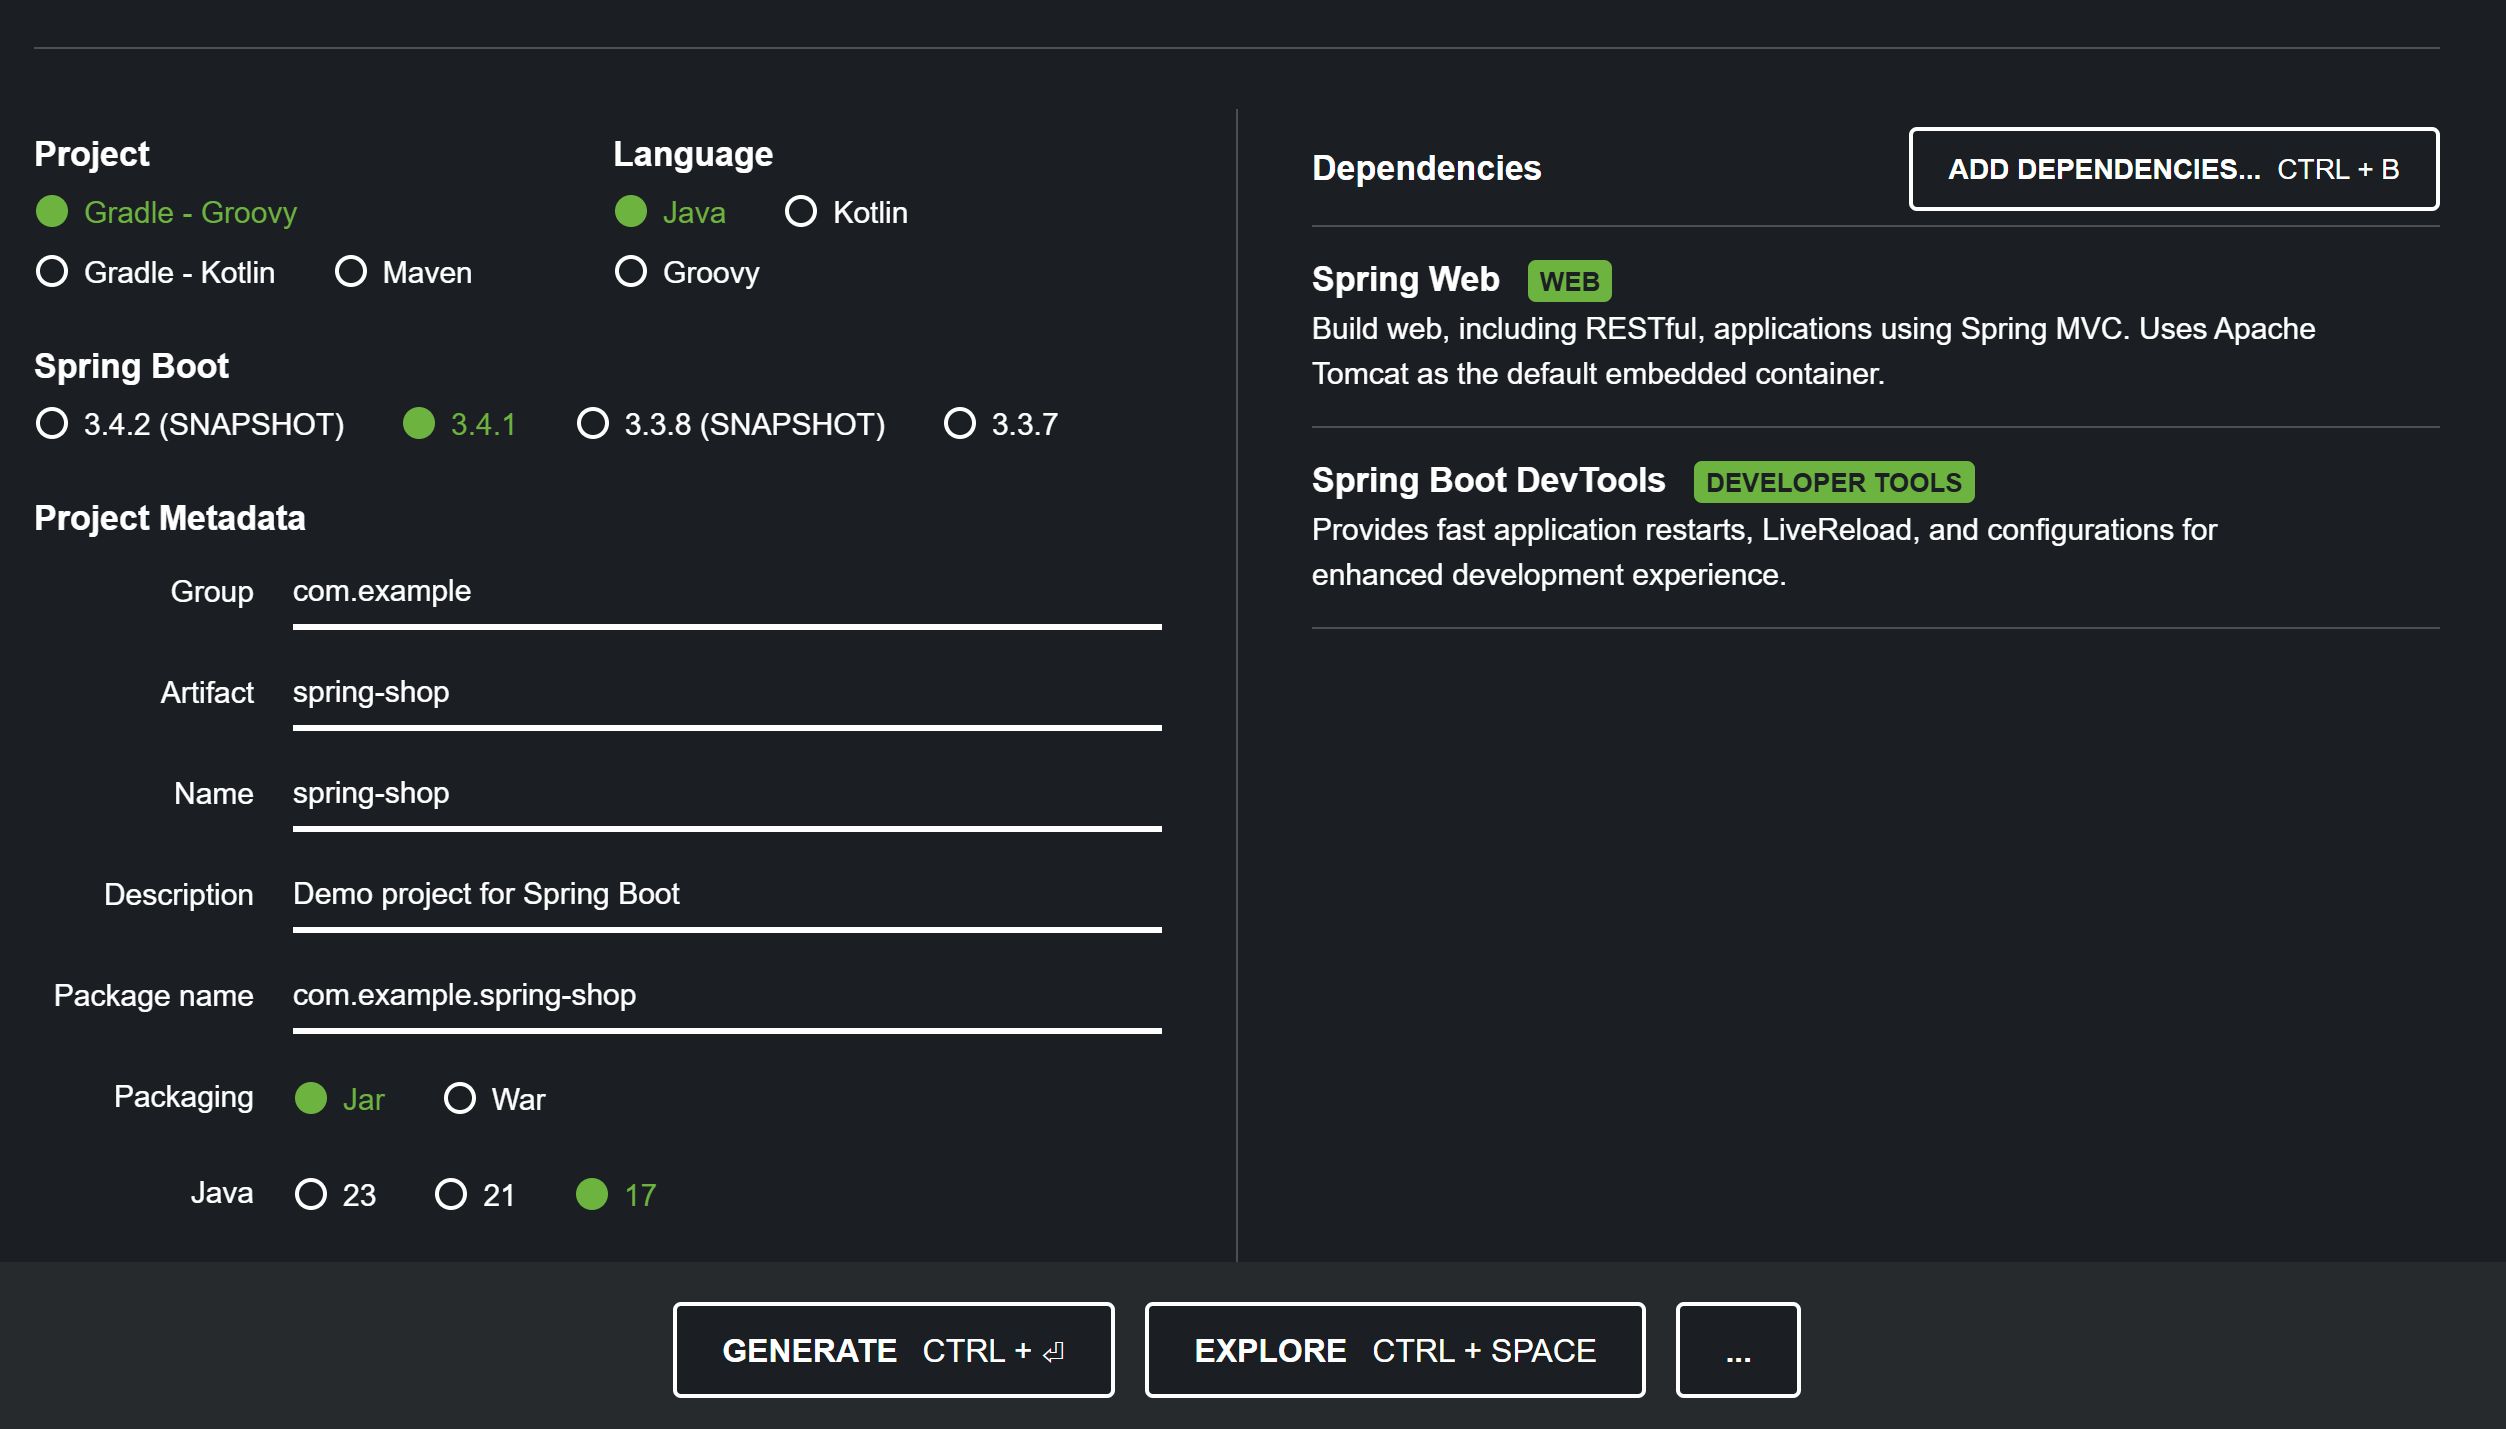 Project
Gradle - Groovy
Gradle - Kotlin Maven
Language
Java Kotlin
Groovy
Spring Boot
3.4.2 (SNAPSHOT) 3.4.1 3.3.8 (SNAPSHOT) 3.3.7
Project Metadata
Group com.example
Artifact spring-shop
Name spring-shop
Description Demo project for Spring Boot
Package name com.example.spring-shop
Packaging Jar War
Java 23 21 17
Dependencies ADD DEPENDENCIES... CTRL + B
Spring Web WEB
Build web, including RESTful, applications using Spring MVC. Uses Apache
Tomcat as the default embedded container.
Spring Boot DevTools DEVELOPER TOOLS
Provides fast application restarts, LiveReload, and configurations for
enhanced development experience.
GENERATE CTRL + ⏎ EXPLORE CTRL + SPACE ...